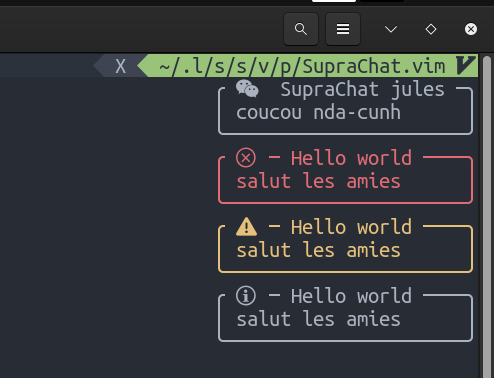 X ~/.l/s/s/v/p/SupraChat.vim
SupraChat jules
coucou nda-cunh
Hello world
salut les amies
Hello world
salut les amies
Hello world
salut les amies